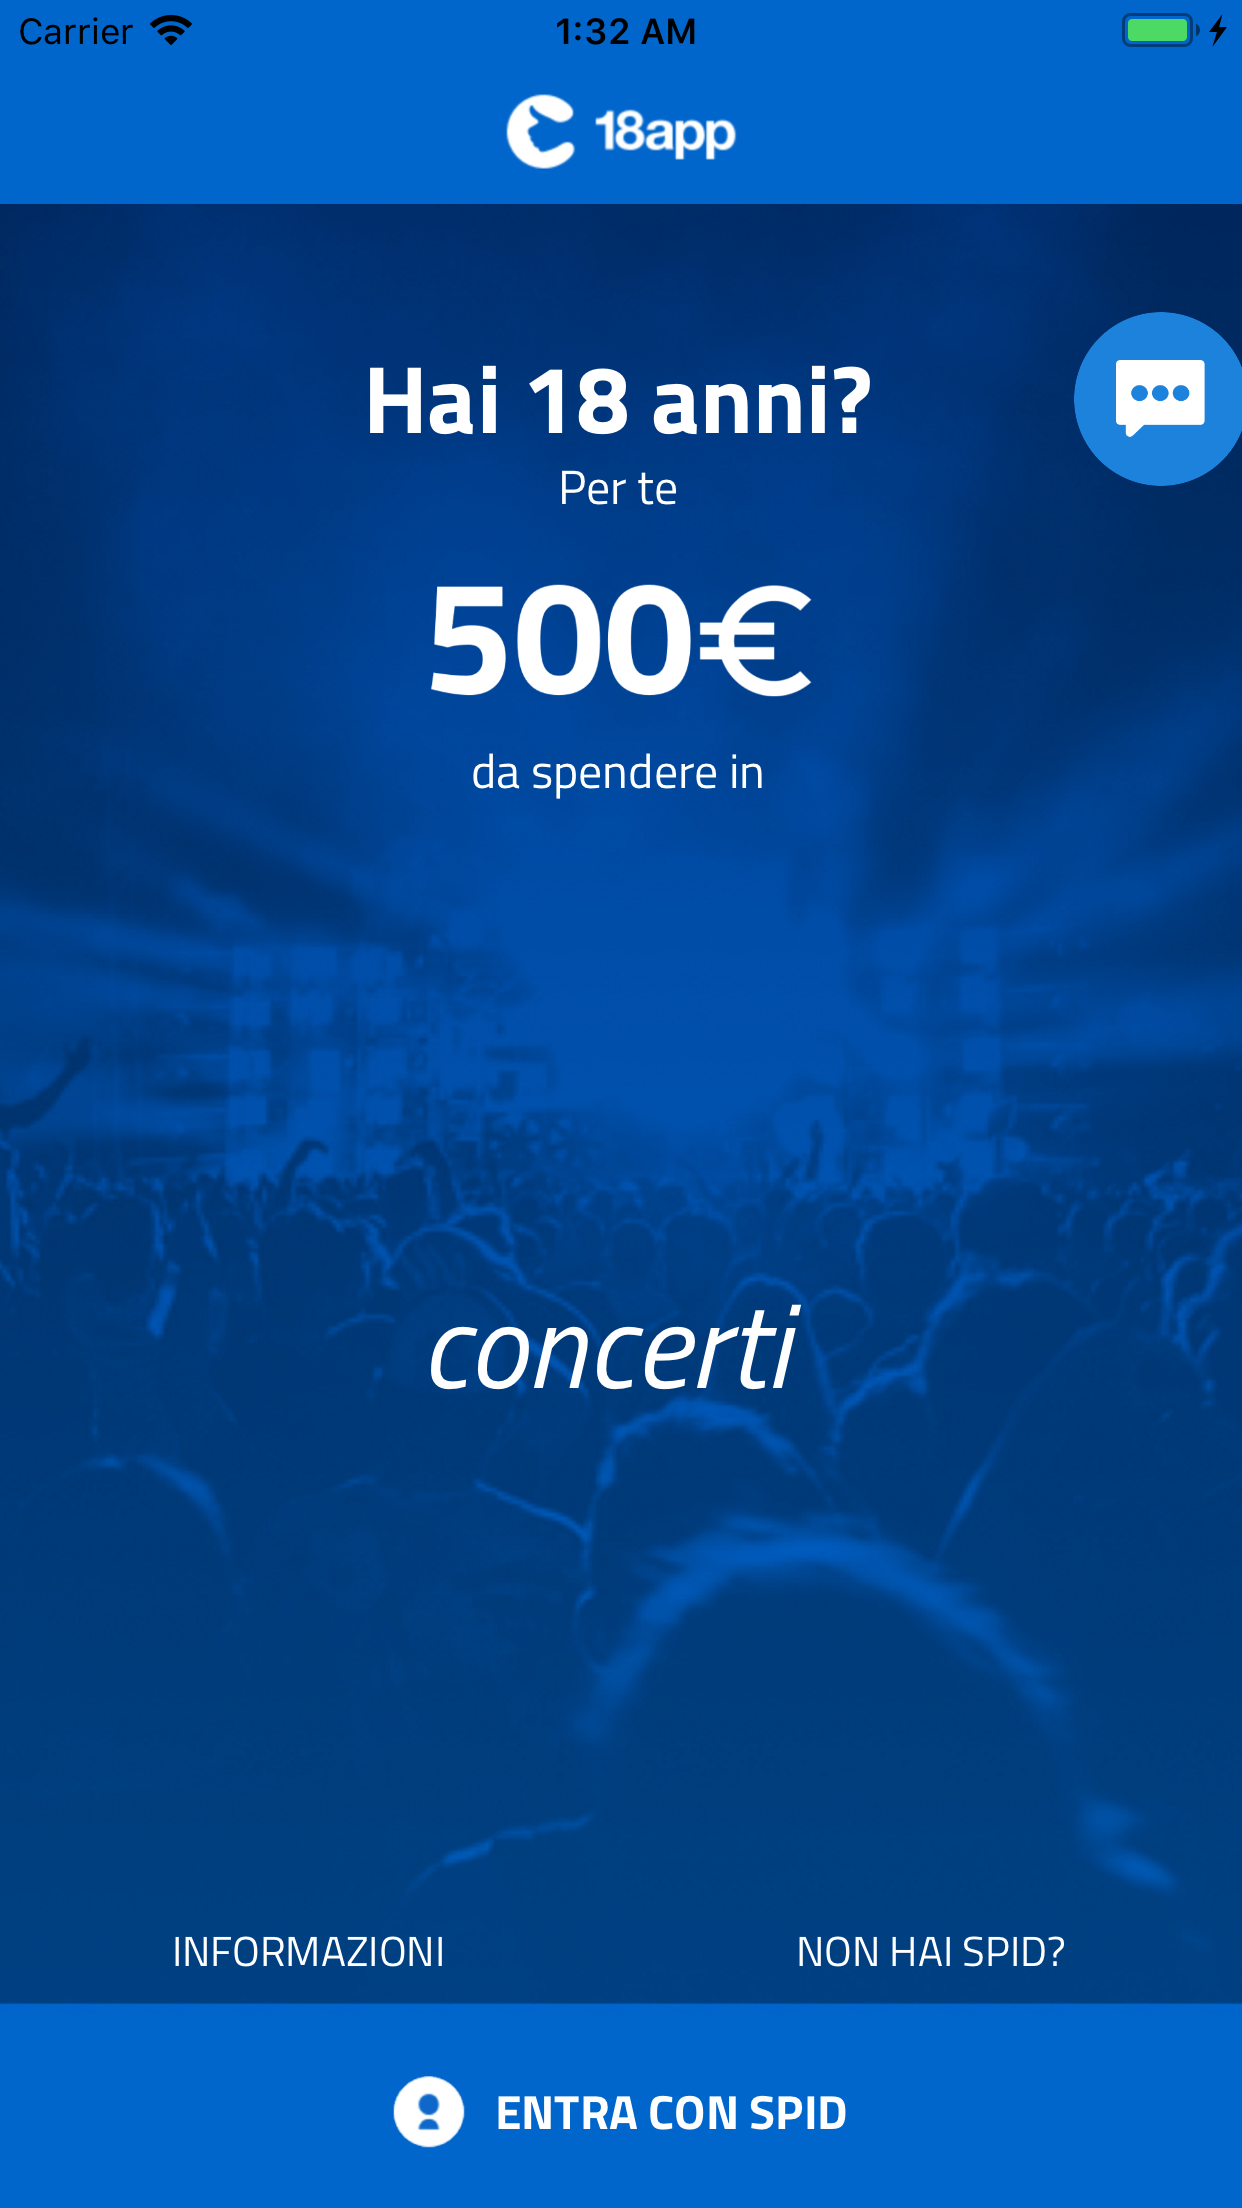 Carrier
1:32 AM
18app
Hai 18 anni?
Per te
500€
da spendere in
concerti
INFORMAZIONI
NON HAI SPID?
ENTRA CON SPID